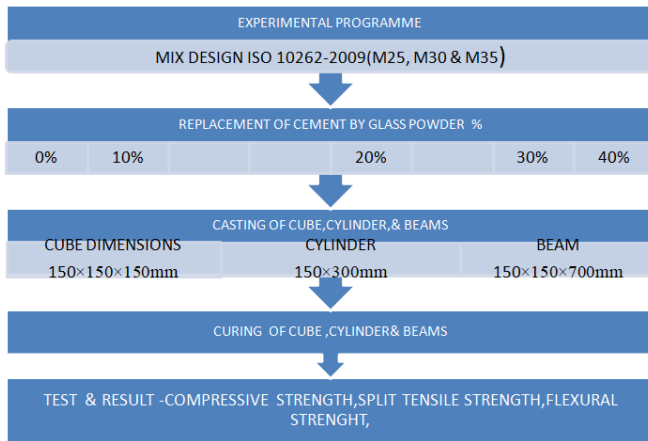 EXPERIMENTAL PROGRAMME
MIX DESIGN ISO 10262-2009(M25, M30 & M35)
REPLACEMENT OF CEMENT BY GLASS POWDER %
0% 10% 20% 30% 40%
CASTING OF CUBE,CYLINDER,& BEAMS
CUBE DIMENSIONS CYLINDER BEAM
150×150×150mm 150×300mm 150×150×700mm
CURING OF CUBE ,CYLINDER& BEAMS
TEST & RESULT -COMPRESSIVE STRENGTH,SPLIT TENSILE STRENGTH,FLEXURAL
STRENGHT,